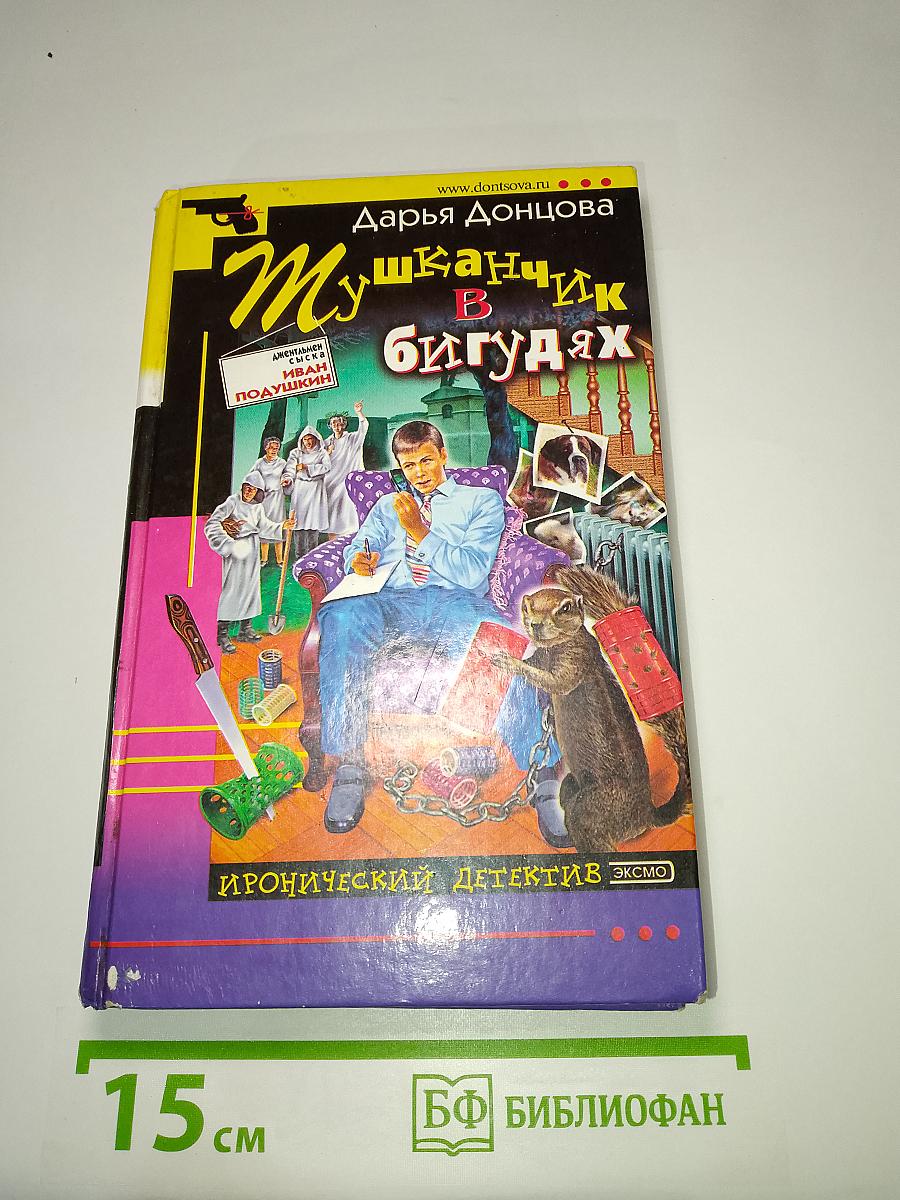 www.dontsova.ru
Дарья Донцова
Тушканчик
в
бигудях
джентльмен
сыска
ИВАН
ПОДУШКИН
ИРОНИЧЕСКИЙ ДЕТЕКТИВ
ЭКСМО
15 см
БФ БИБЛИОФАН